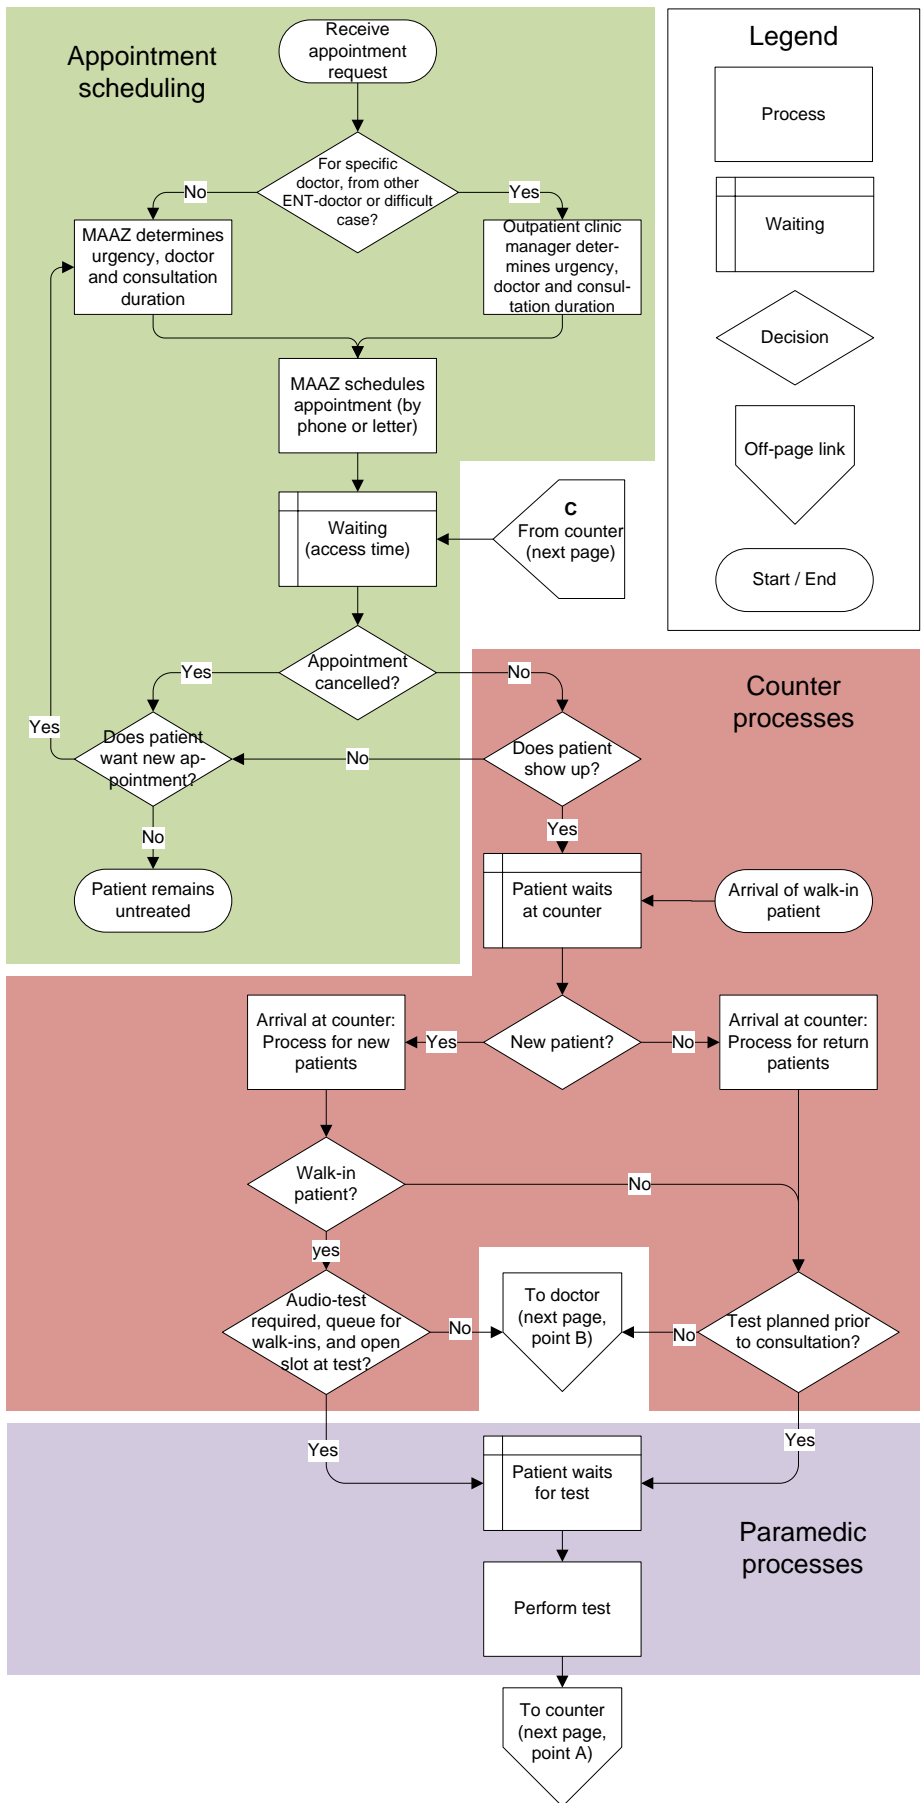 Appointment
scheduling
Receive
appointment
request
For specific
doctor, from other
ENT-doctor or difficult
case?
No
Yes
MAAZ determines
urgency, doctor
and consultation
duration
Outpatient clinic
manager deter-
mines urgency,
doctor and consul-
tation duration
MAAZ schedules
appointment (by
phone or letter)
Waiting
(access time)
C
From counter
(next page)
Appointment
cancelled?
Yes
No
Yes
Does patient
want new ap-
pointment?
No
Does patient
show up?
No
Yes
Patient remains
untreated
Legend
Process
Waiting
Decision
Off-page link
Start / End
Counter
processes
Patient waits
at counter
Arrival of walk-in
patient
Arrival at counter:
Process for new
patients
Yes
New patient?
No
Arrival at counter:
Process for return
patients
Walk-in
patient?
No
yes
Audio-test
required, queue for
walk-ins, and open
slot at test?
No
To doctor
(next page,
point B)
No
Test planned prior
to consultation?
Yes
Yes
Patient waits
for test
Paramedic
processes
Perform test
To counter
(next page,
point A)